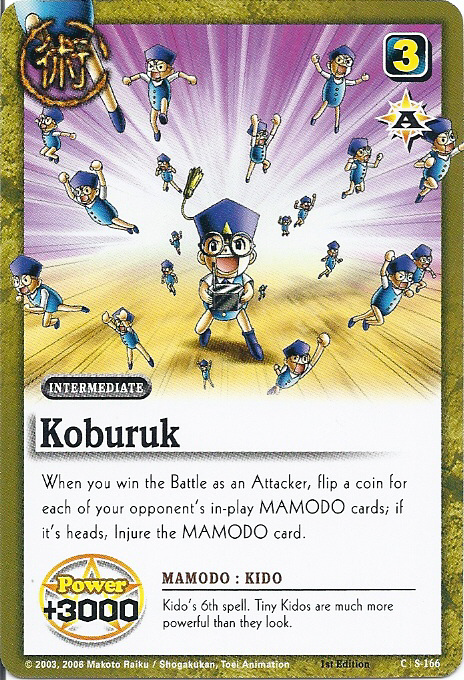 術
3
A
INTERMEDIATE
Koburuk
When you win the Battle as an Attacker, flip a coin for
each of your opponent's in-play MAMODO cards; if
it's heads, Injure the MAMODO card.
Power
+3000
MAMODO : KIDO
Kido's 6th spell. Tiny Kidos are much more
powerful than they look.
© 2003, 2006 Makoto Raiku / Shogakukan, Toei Animation 1st Edition C | S-166